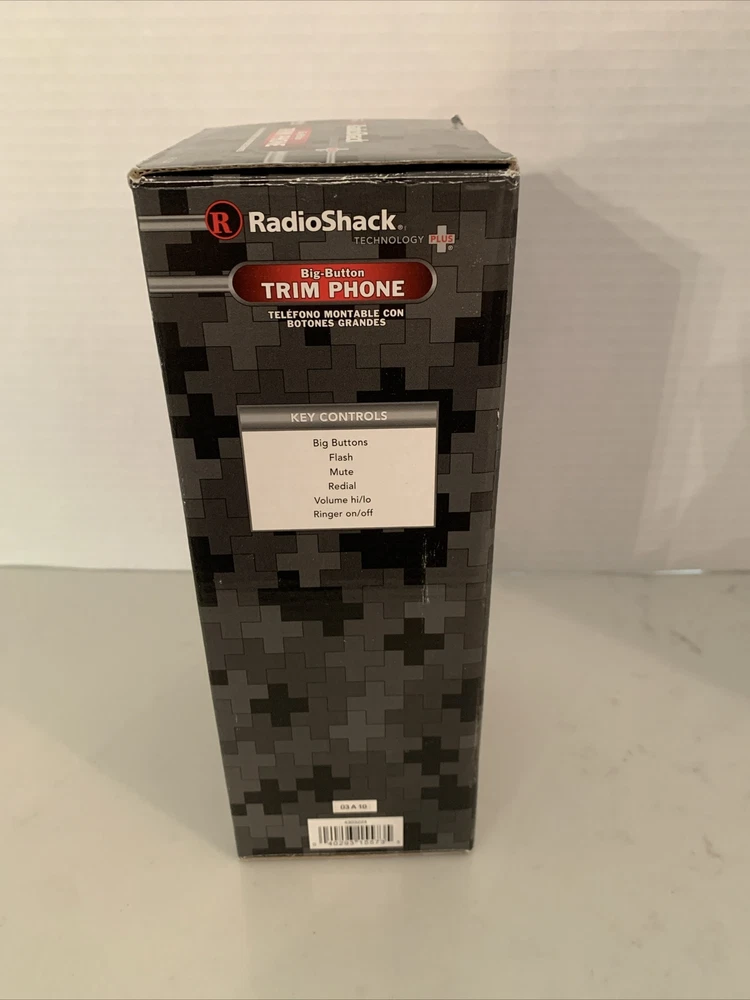 R RadioShack
TECHNOLOGY PLUS
Big-Button
TRIM PHONE
TELÉFONO MONTABLE CON
BOTONES GRANDES
KEY CONTROLS
Big Buttons
Flash
Mute
Redial
Volume hi/lo
Ringer on/off
03 A 10